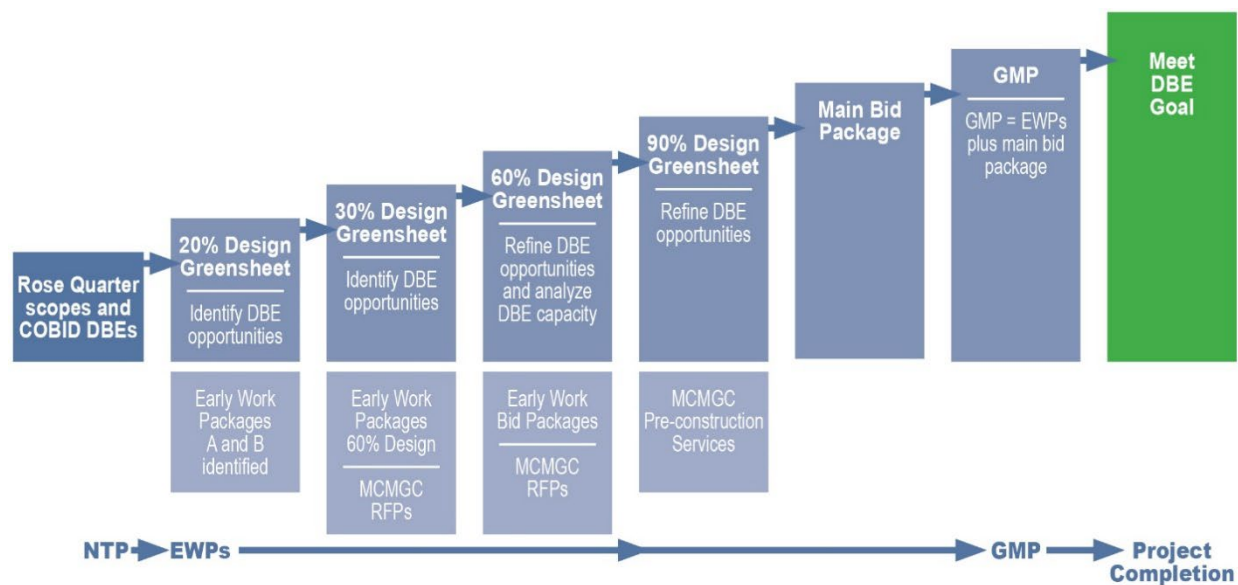 Rose Quarter
scopes and
COBID DBEs
20% Design
Greensheet
Identify DBE
opportunities
Early Work
Packages
A and B
identified
30% Design
Greensheet
Identify DBE
opportunities
Early Work
Packages
60% Design
MCMGC
RFPs
60% Design
Greensheet
Refine DBE
opportunities
and analyze
DBE capacity
Early Work
Bid Packages
MCMGC
RFPs
90% Design
Greensheet
Refine DBE
opportunities
MCMGC
Pre-construction
Services
Main Bid
Package
GMP
GMP = EWPs
plus main bid
package
Meet
DBE
Goal
NTP
EWPs
GMP
Project
Completion